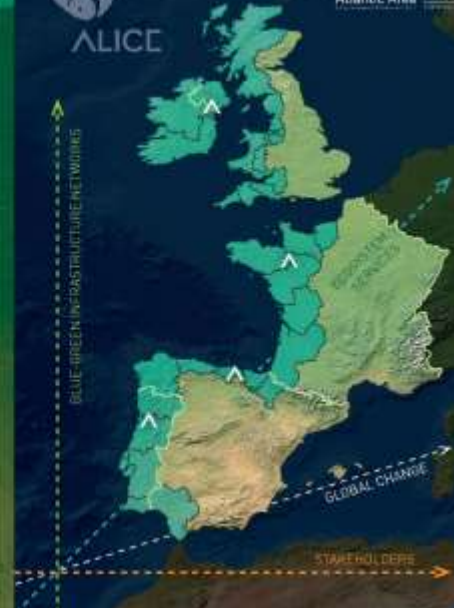 Atlantic Area
ALICE
BLUE-GREEN INFRASTRUCTURE NETWORKS
ECOSYSTEM
SERVICES
GLOBAL CHANGE
STAKEHOLDERS